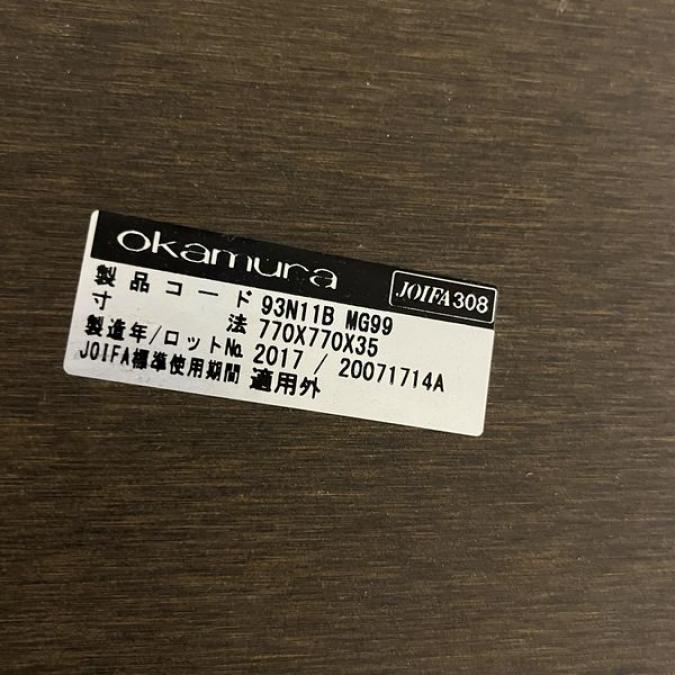 okamura
JOIFA308
製品コード 93N11B MG99
寸法 770X770X35
製造年/ロット№ 2017 / 20071714A
JOIFA標準使用期間 適用外